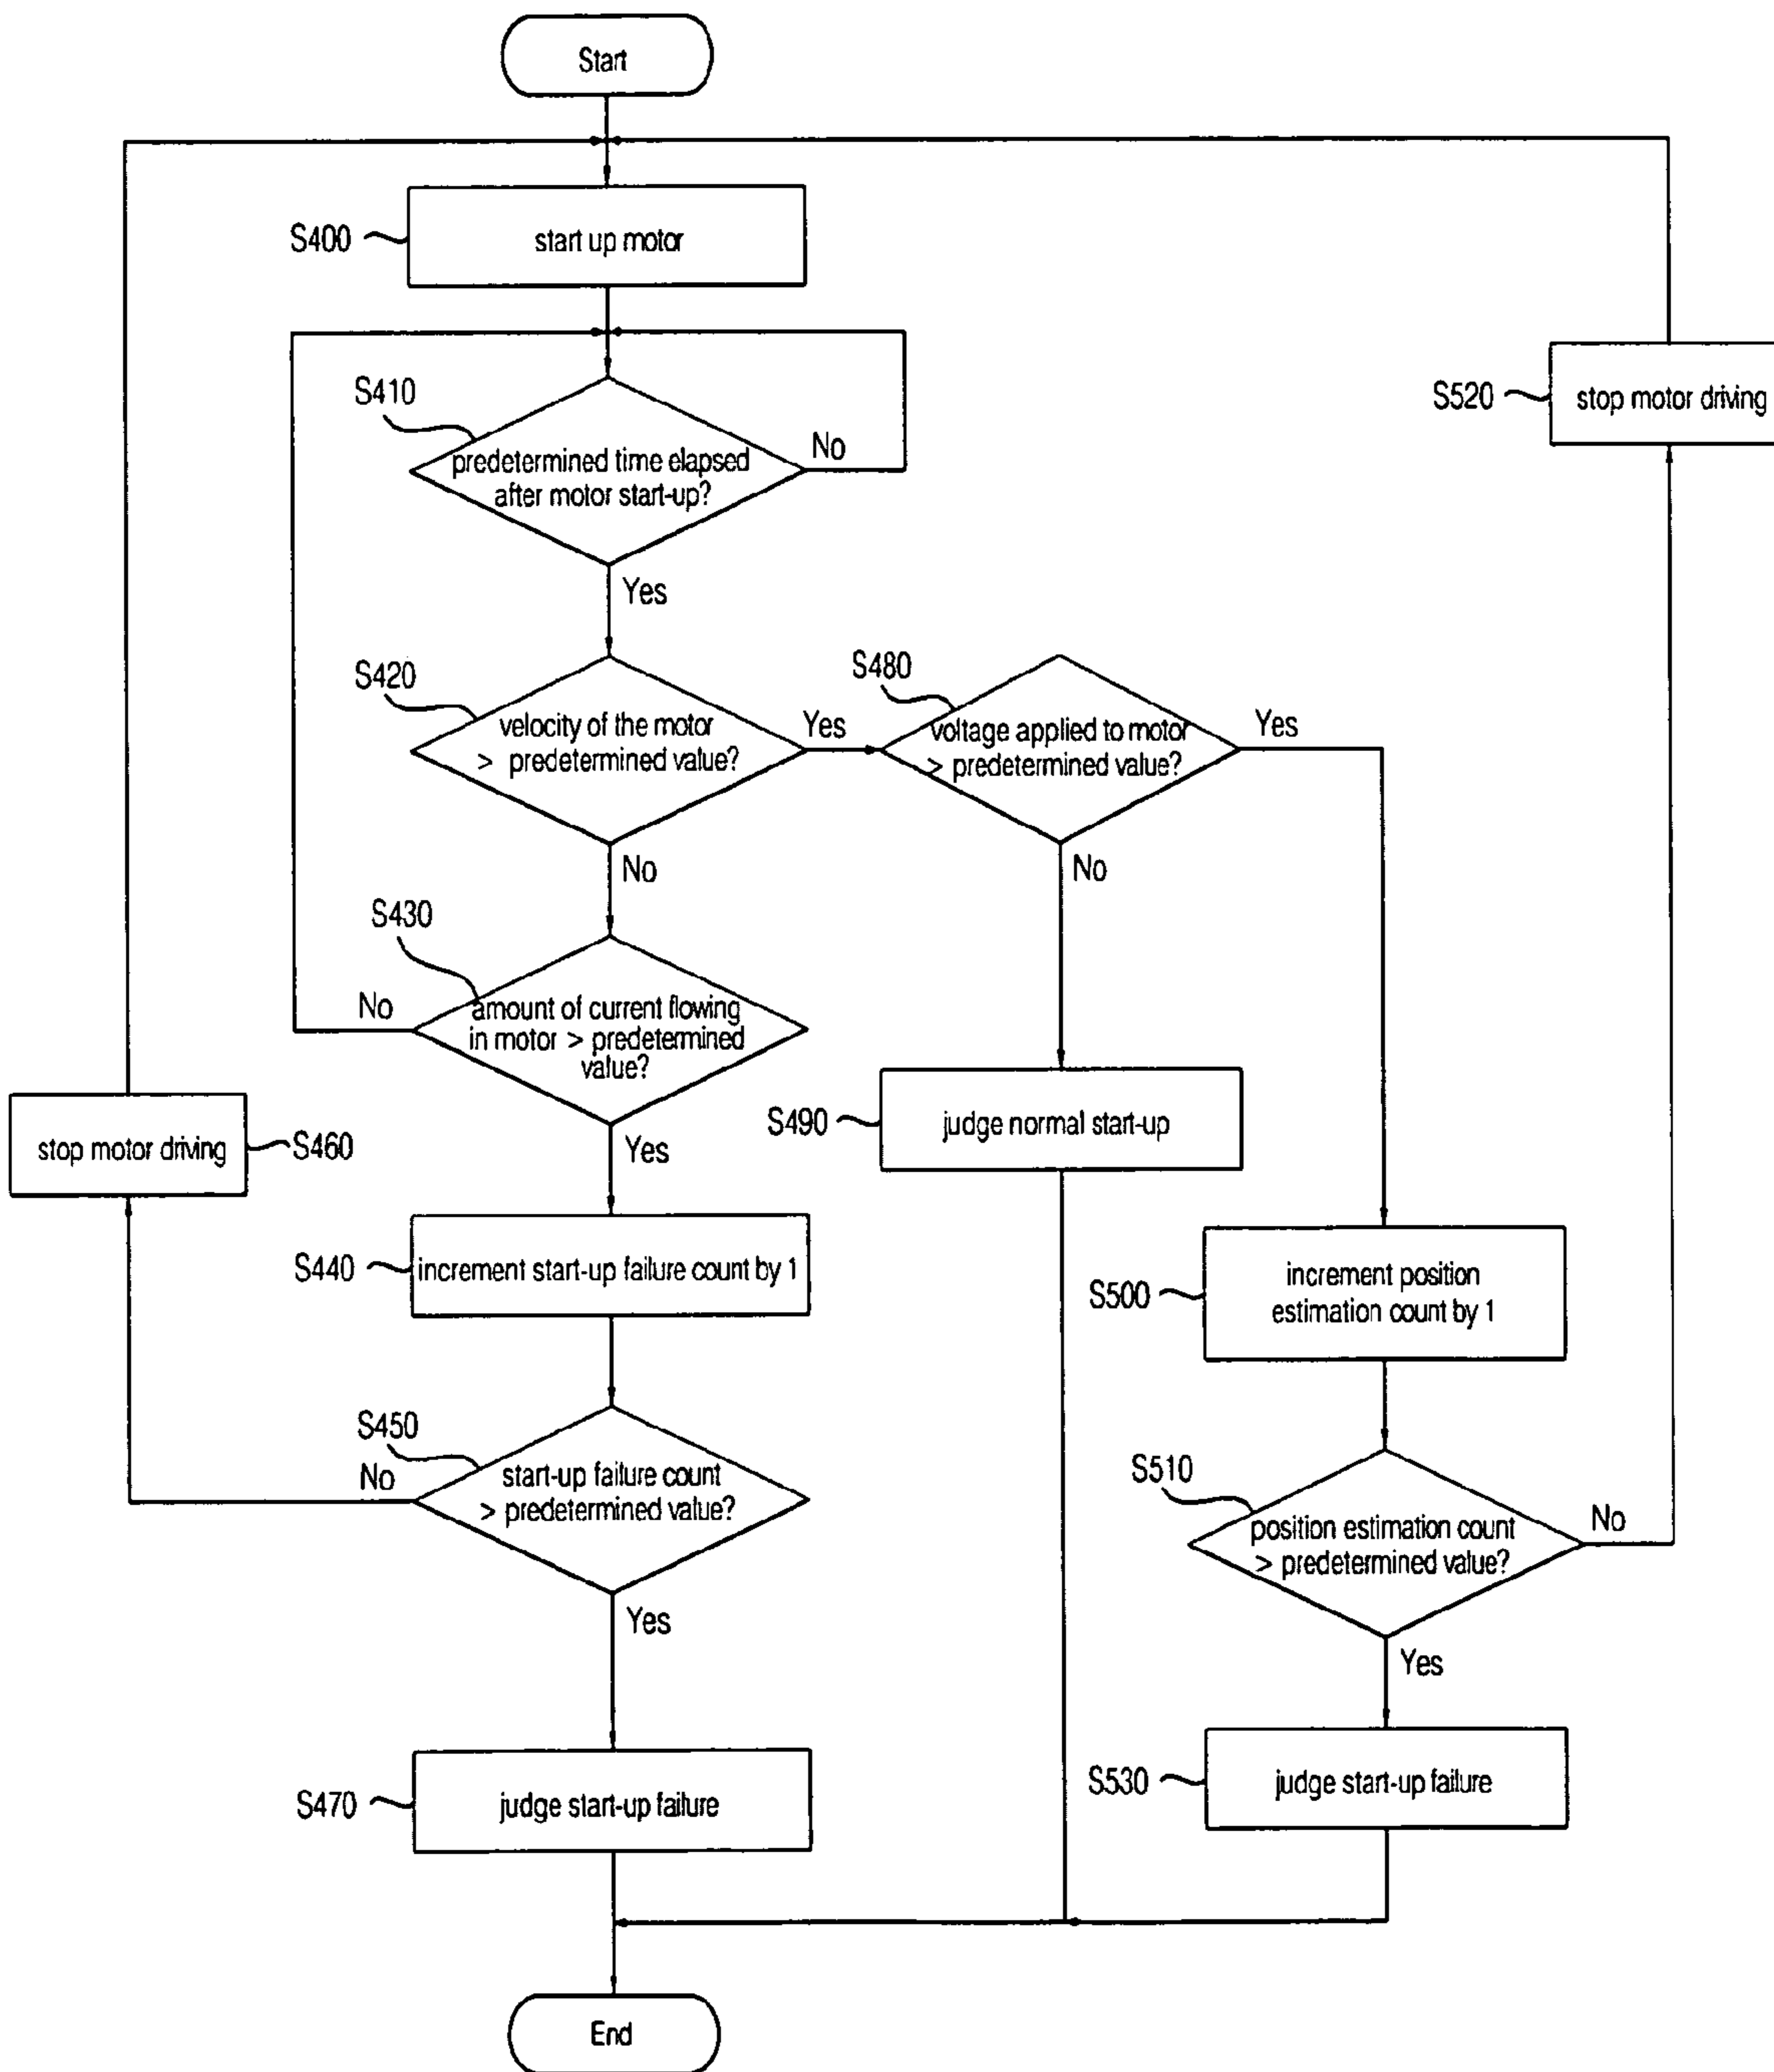 Start
S400
start up motor
S410
predetermined time elapsed
after motor start-up?
No
Yes
S520
stop motor driving
S420
velocity of the motor
> predetermined value?
Yes
No
S480
voltage applied to motor
> predetermined value?
Yes
No
S430
amount of current flowing
in motor > predetermined
value?
No
Yes
stop motor driving
S460
S490
judge normal start-up
S440
increment start-up failure count by 1
S500
increment position
estimation count by 1
S450
start-up failure count
> predetermined value?
No
Yes
S510
position estimation count
> predetermined value?
No
Yes
S470
judge start-up failure
S530
judge start-up failure
End